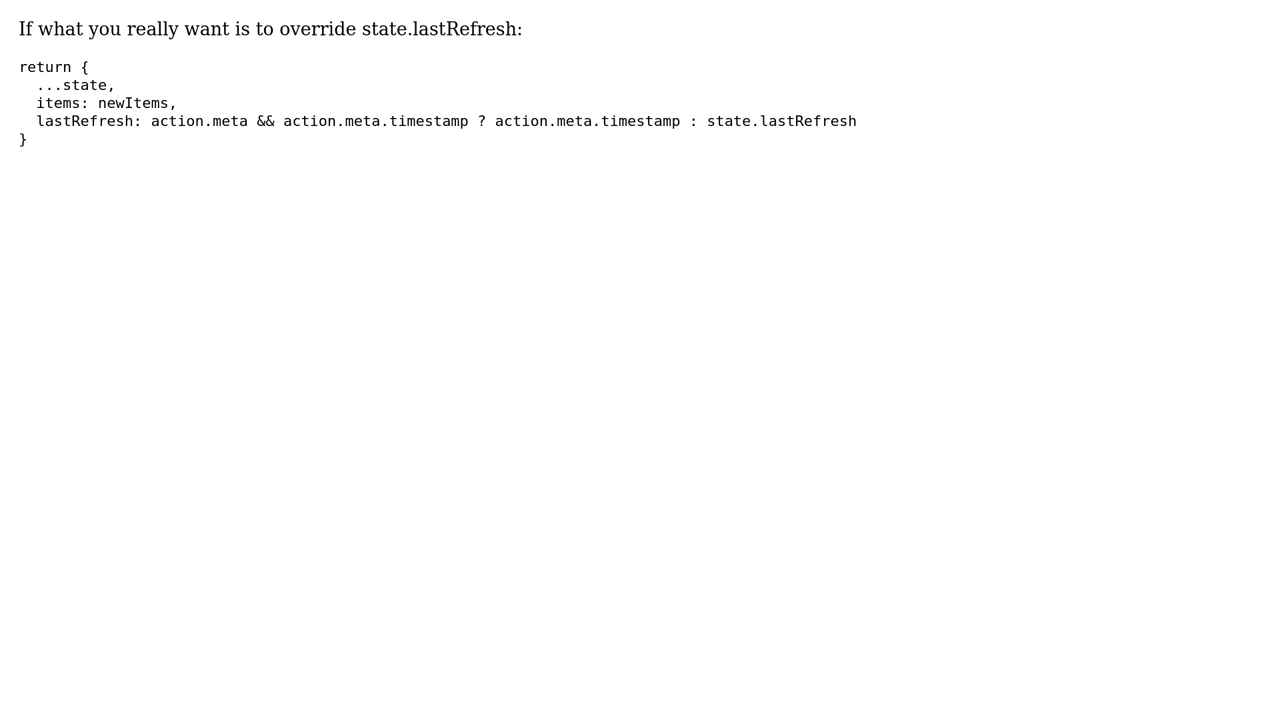 If what you really want is to override state.lastRefresh:
return {
  ...state,
  items: newItems,
  lastRefresh: action.meta && action.meta.timestamp ? action.meta.timestamp : state.lastRefresh
}